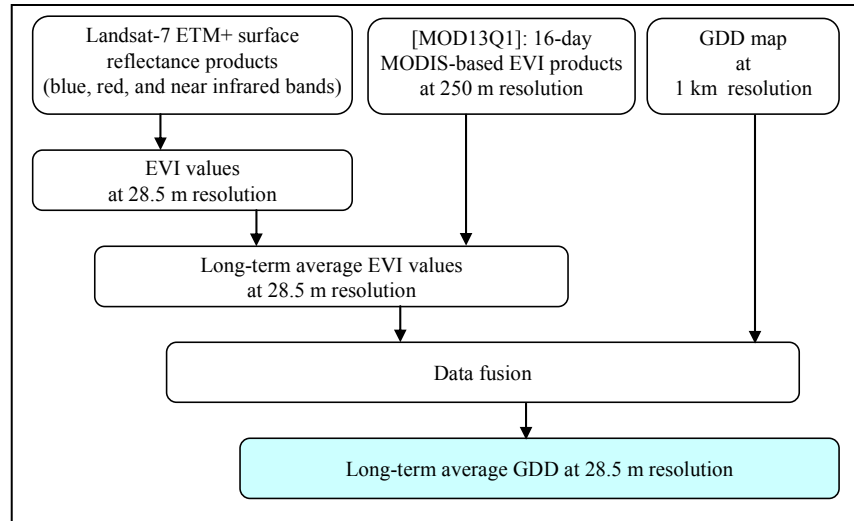 Landsat-7 ETM+ surface
reflectance products
(blue, red, and near infrared bands)
[MOD13Q1]: 16-day
MODIS-based EVI products
at 250 m resolution
GDD map
at
1 km resolution
EVI values
at 28.5 m resolution
Long-term average EVI values
at 28.5 m resolution
Data fusion
Long-term average GDD at 28.5 m resolution